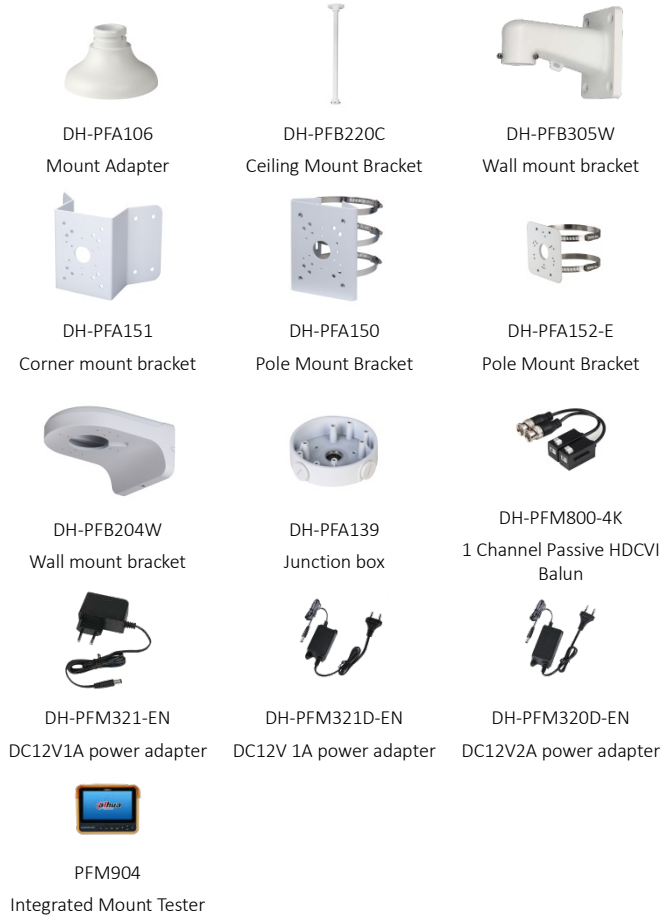 DH-PFA106
Mount Adapter
DH-PFB220C
Ceiling Mount Bracket
DH-PFB305W
Wall mount bracket
DH-PFA151
Corner mount bracket
DH-PFA150
Pole Mount Bracket
DH-PFA152-E
Pole Mount Bracket
DH-PFB204W
Wall mount bracket
DH-PFA139
Junction box
DH-PFM800-4K
1 Channel Passive HDCVI
Balun
DH-PFM321-EN
DC12V1A power adapter
DH-PFM321D-EN
DC12V 1A power adapter
DH-PFM320D-EN
DC12V2A power adapter
alhua
PFM904
Integrated Mount Tester